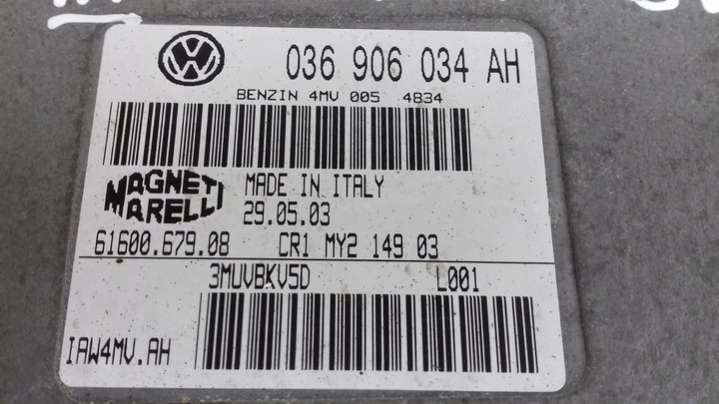 036 906 034 AH
BENZIN 4MV 005 4834
MAGNETI MARELLI
MADE IN ITALY
29.05.03
61600.679.08 CR1 MY2 149 03
3MUVBKV5D L001
IAW4MV.AH